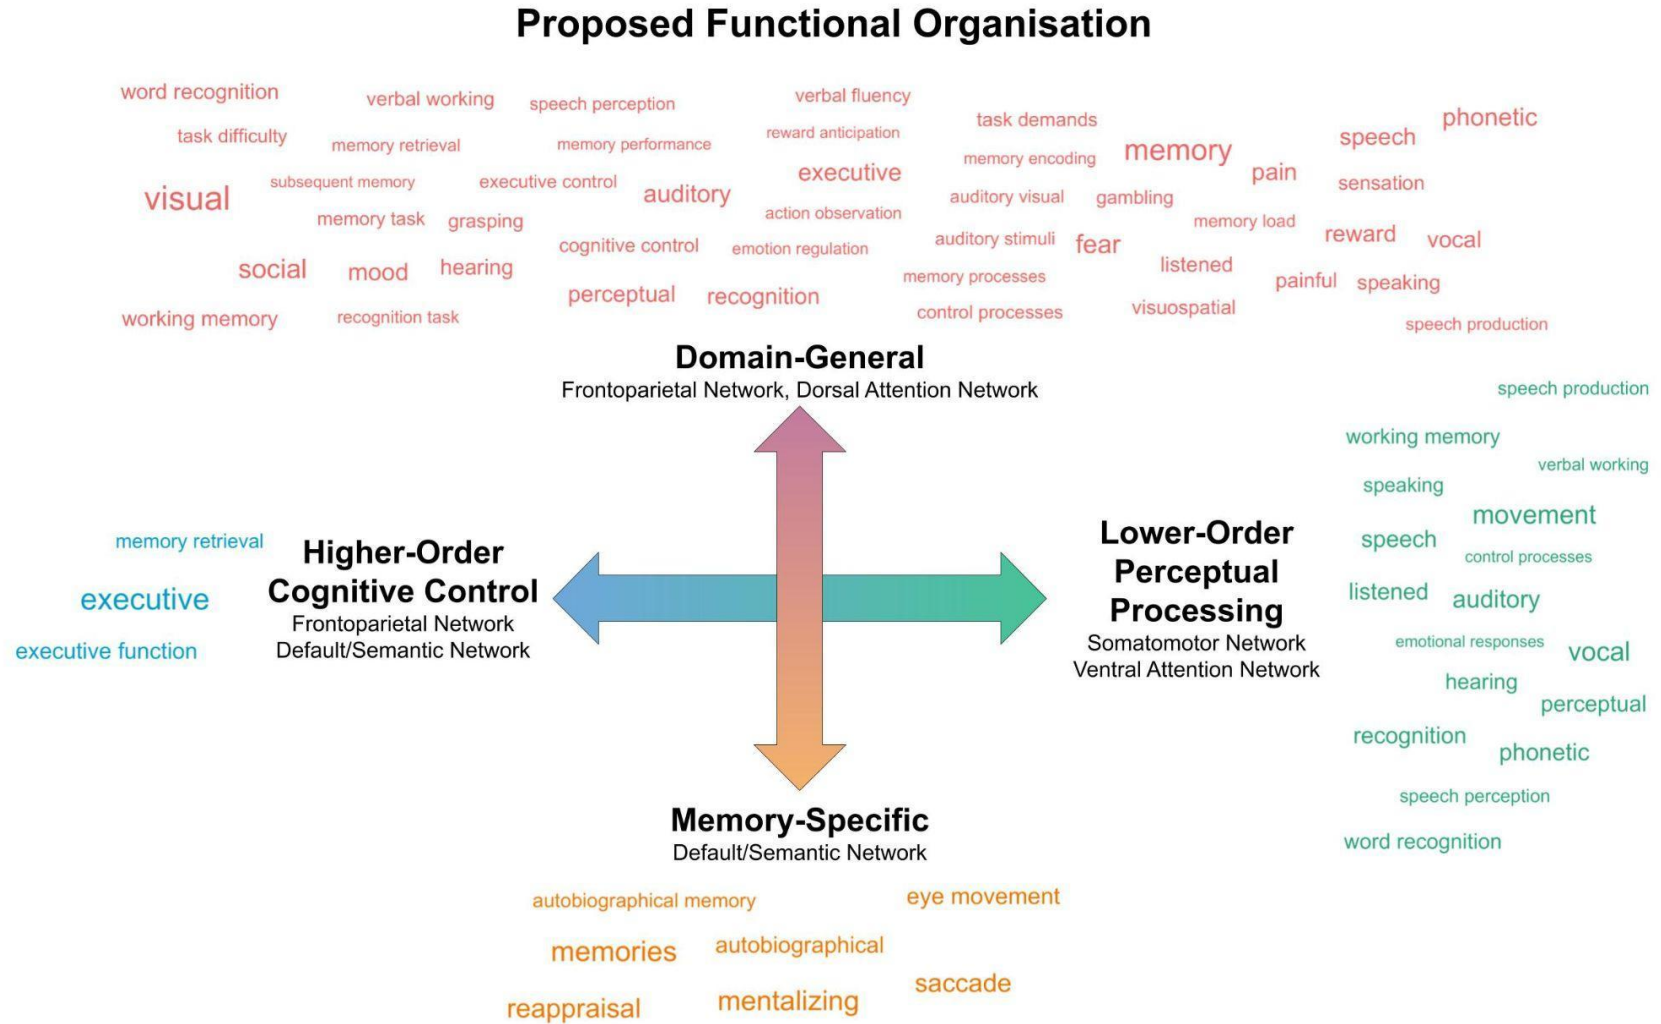 Proposed Functional Organisation
word recognition
verbal working
speech perception
verbal fluency
task demands
phonetic
task difficulty
memory retrieval
memory performance
reward anticipation
memory encoding
memory
speech
visual
subsequent memory
executive control
auditory
executive
auditory visual
gambling
pain
sensation
memory task
grasping
action observation
memory load
cognitive control
emotion regulation
auditory stimuli
fear
reward
vocal
social
mood
hearing
memory processes
listened
painful
speaking
perceptual
recognition
control processes
visuospatial
working memory
recognition task
speech production
Domain-General
Frontoparietal Network, Dorsal Attention Network
memory retrieval
executive
executive function
Higher-Order
Cognitive Control
Frontoparietal Network
Default/Semantic Network
Lower-Order
Perceptual
Processing
Somatomotor Network
Ventral Attention Network
speech production
working memory
verbal working
speaking
movement
speech
control processes
listened
auditory
emotional responses
vocal
hearing
perceptual
recognition
phonetic
speech perception
word recognition
Memory-Specific
Default/Semantic Network
autobiographical memory
eye movement
memories
autobiographical
saccade
reappraisal
mentalizing